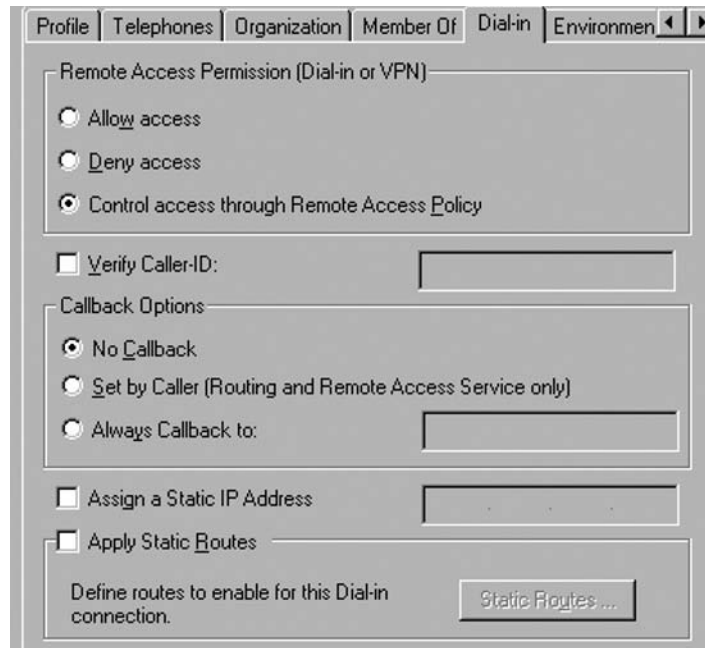 Profile Telephones Organization Member Of Dial-in Environmen
Remote Access Permission (Dial-in or VPN)
Allow access
Deny access
Control access through Remote Access Policy
Verify Caller-ID:
Callback Options
No Callback
Set by Caller (Routing and Remote Access Service only)
Always Callback to:
Assign a Static IP Address
Apply Static Routes
Define routes to enable for this Dial-in
connection.
Static Routes ...